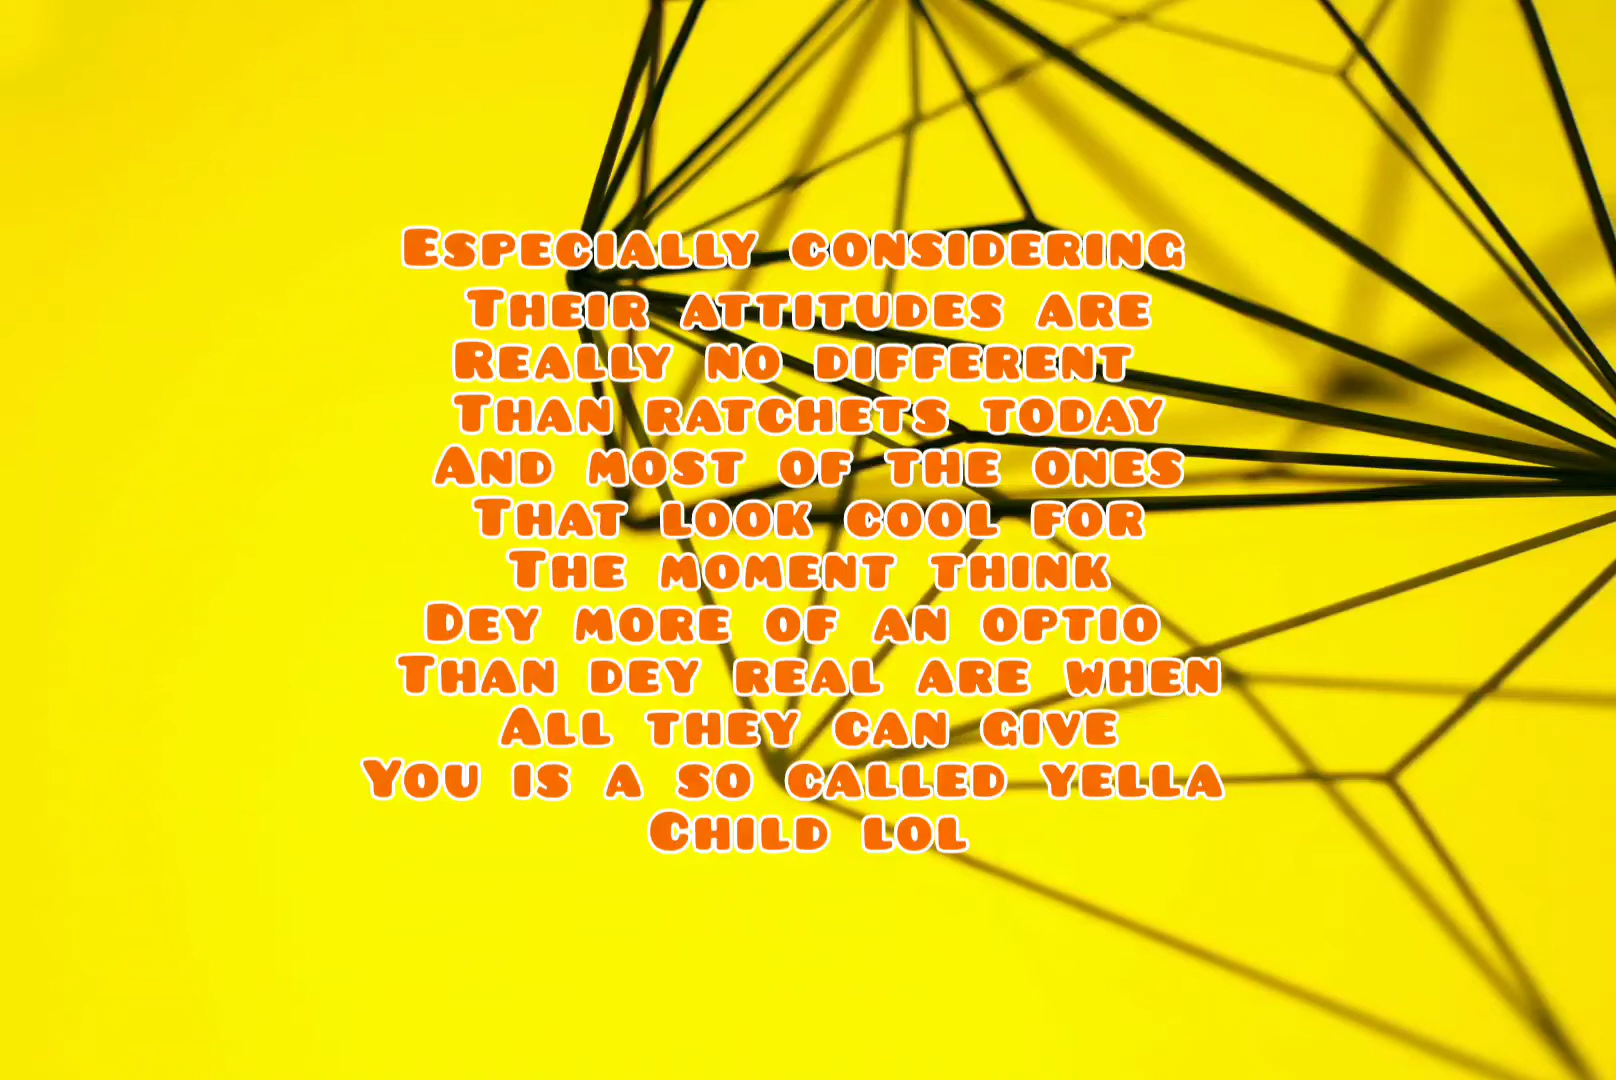 Especially considering
Their attitudes are
Really no different
Than ratchets today
And most of the ones
That look cool for
The moment think
Dey more of an optio
Than dey real are when
All they can give
You is a so called yella
Child lol